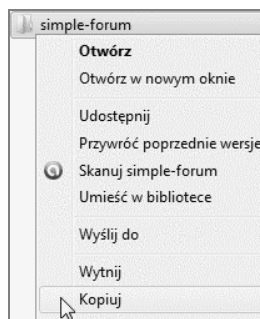 simple-forum
Otwórz
Otwórz w nowym oknie
Udostępnij
Przywróć poprzednie wersje
Skanuj simple-forum
Umieść w bibliotece
Wyślij do
Wytnij
Kopiuj